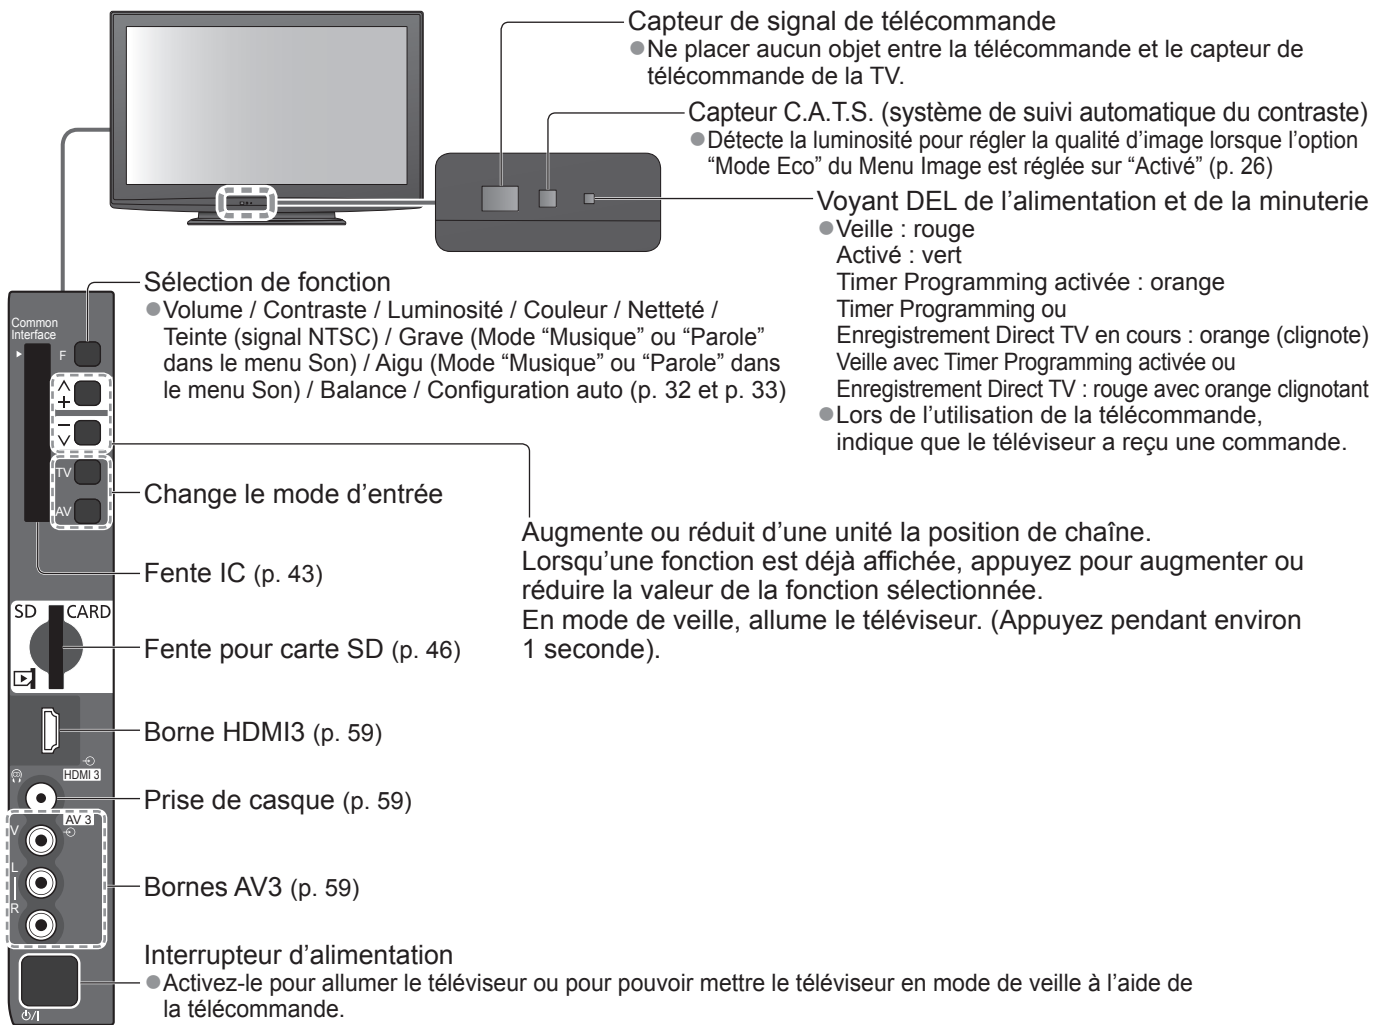 Capteur de signal de télécommande
●Ne placer aucun objet entre la télécommande et le capteur de
télécommande de la TV.
Capteur C.A.T.S. (système de suivi automatique du contraste)
●Détecte la luminosité pour régler la qualité d’image lorsque l’option
“Mode Eco” du Menu Image est réglée sur “Activé” (p. 26)
Voyant DEL de l’alimentation et de la minuterie
●Veille : rouge
Activé : vert
Timer Programming activée : orange
Timer Programming ou
Enregistrement Direct TV en cours : orange (clignote)
Veille avec Timer Programming activée ou
Enregistrement Direct TV : rouge avec orange clignotant
●Lors de l’utilisation de la télécommande,
indique que le téléviseur a reçu une commande.
Sélection de fonction
●Volume / Contraste / Luminosité / Couleur / Netteté /
Teinte (signal NTSC) / Grave (Mode “Musique” ou “Parole”
dans le menu Son) / Aigu (Mode “Musique” ou “Parole” dans
le menu Son) / Balance / Configuration auto (p. 32 et p. 33)
Common
Interface
F
+
−
TV
AV
Change le mode d’entrée
Augmente ou réduit d’une unité la position de chaîne.
Lorsqu’une fonction est déjà affichée, appuyez pour augmenter ou
réduire la valeur de la fonction sélectionnée.
En mode de veille, allume le téléviseur. (Appuyez pendant environ
1 seconde).
Fente IC (p. 43)
SD CARD
Fente pour carte SD (p. 46)
Borne HDMI3 (p. 59)
HDMI 3
Prise de casque (p. 59)
AV 3
V
L
R
Bornes AV3 (p. 59)
Interrupteur d’alimentation
●Activez-le pour allumer le téléviseur ou pour pouvoir mettre le téléviseur en mode de veille à l’aide de
la télécommande.
⏻/I